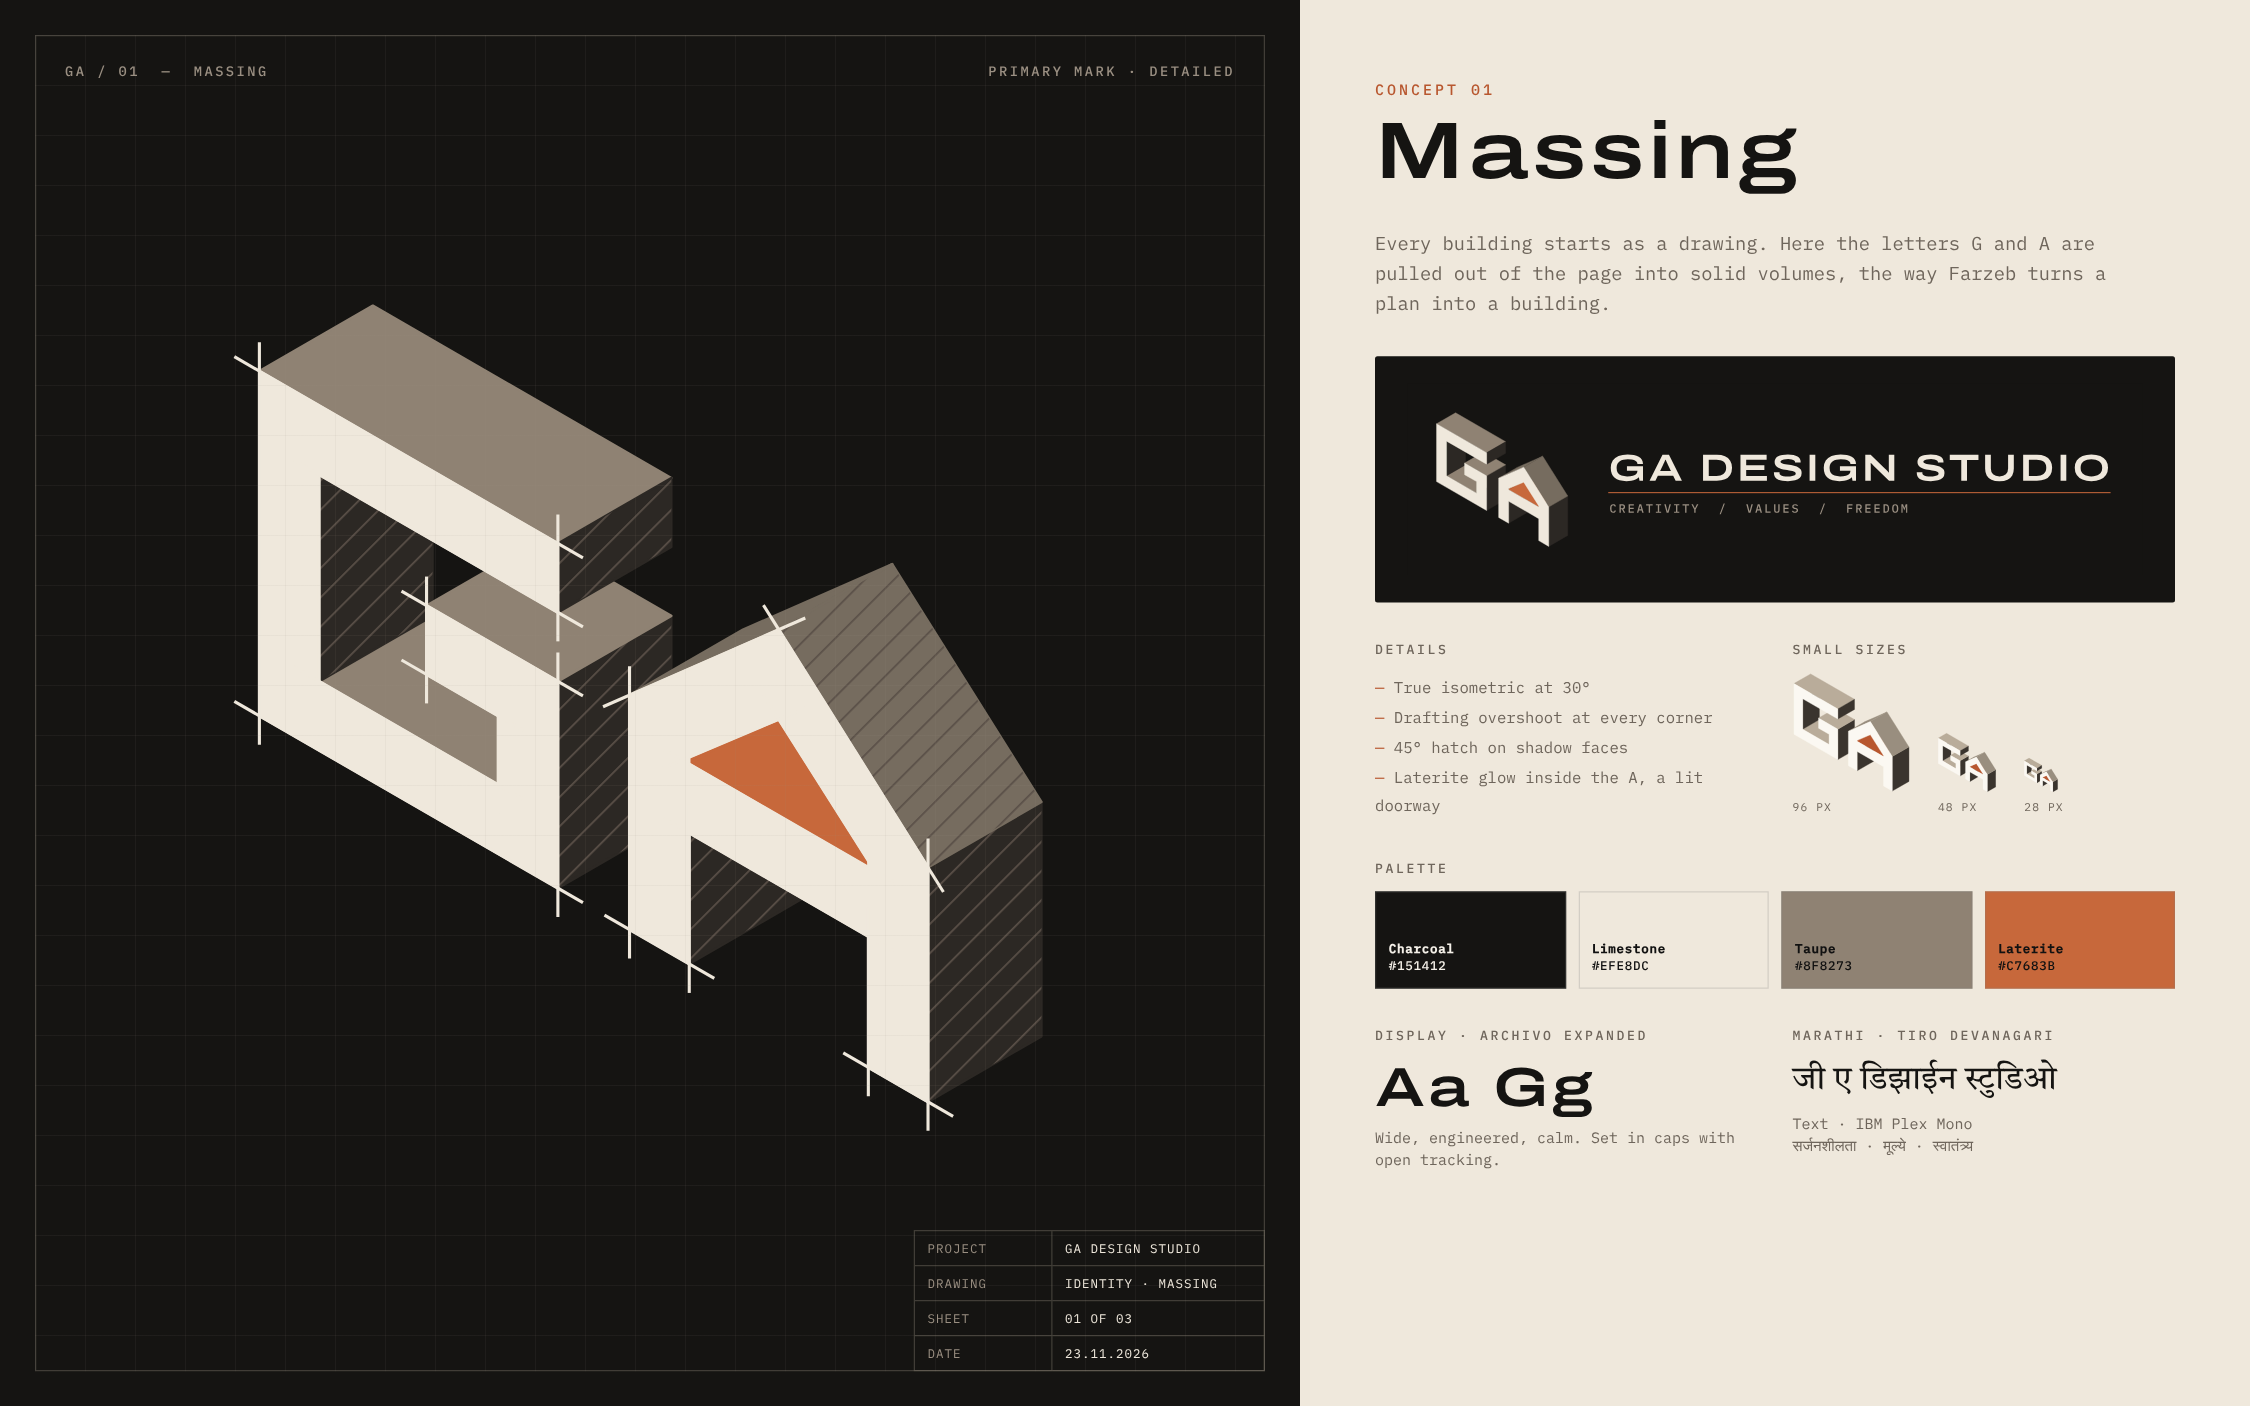 GA / 01 — MASSING
PRIMARY MARK · DETAILED
PROJECT GA DESIGN STUDIO
DRAWING IDENTITY · MASSING
SHEET 01 OF 03
DATE 23.11.2026
CONCEPT 01
Massing
Every building starts as a drawing. Here the letters G and A are
pulled out of the page into solid volumes, the way Farzeb turns a
plan into a building.
GA
GA DESIGN STUDIO
CREATIVITY / VALUES / FREEDOM
DETAILS
— True isometric at 30°
— Drafting overshoot at every corner
— 45° hatch on shadow faces
— Laterite glow inside the A, a lit
doorway
SMALL SIZES
GA GA GA
96 PX 48 PX 28 PX
PALETTE
Charcoal
#151412
Limestone
#EFE8DC
Taupe
#8F8273
Laterite
#C7683B
DISPLAY · ARCHIVO EXPANDED
Aa Gg
Wide, engineered, calm. Set in caps with
open tracking.
MARATHI · TIRO DEVANAGARI
जी ए डिझाईन स्टुडिओ
Text · IBM Plex Mono
सर्जनशीलता · मूल्ये · स्वातंत्र्य